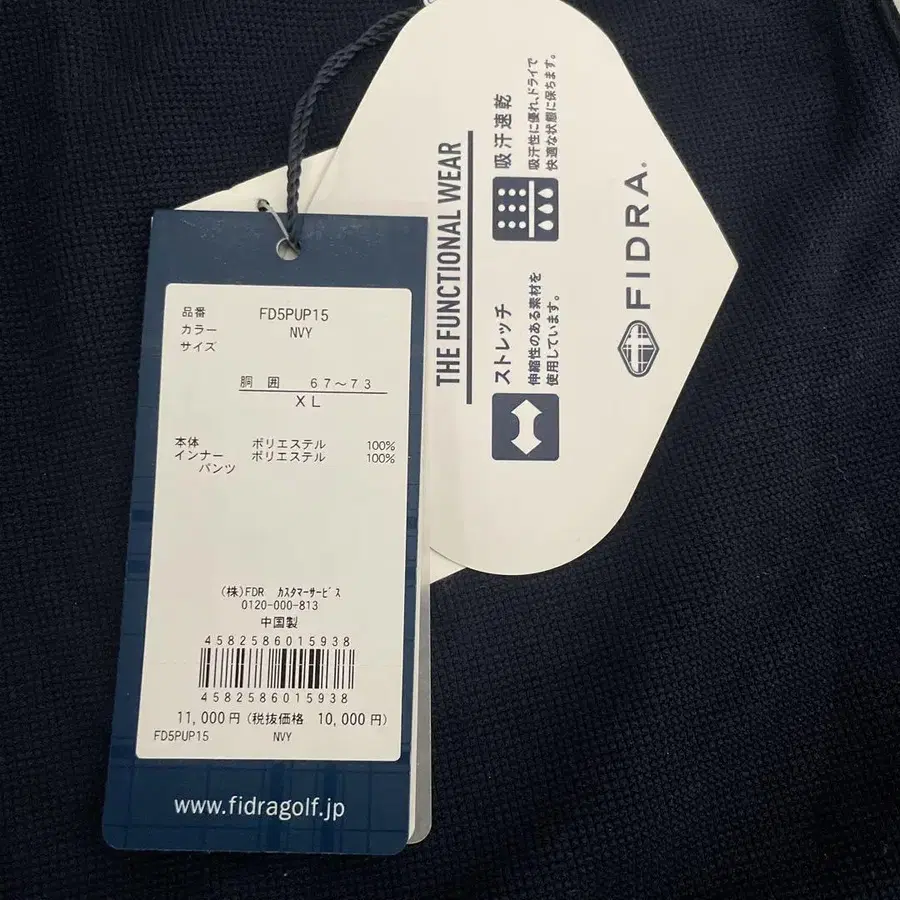 品番 FD5PUP15
カラー NVY
サイズ
胴 囲 67~73
XL
本体 ポリエステル 100%
インナー ポリエステル 100%
パンツ
(株)FDR ｶｽﾀﾏｰｻｰﾋﾞｽ
0120-000-813
中国製
4582586015938
4582586015938
11,000円 (税抜価格 10,000円)
FD5PUP15 NVY
www.fidragolf.jp
THE FUNCTIONAL WEAR
吸汗速乾
吸汗性に優れ、ドライで
快適な状態に保ちます。
ストレッチ
伸縮性のある素材を
使用しています。
FIDRA.